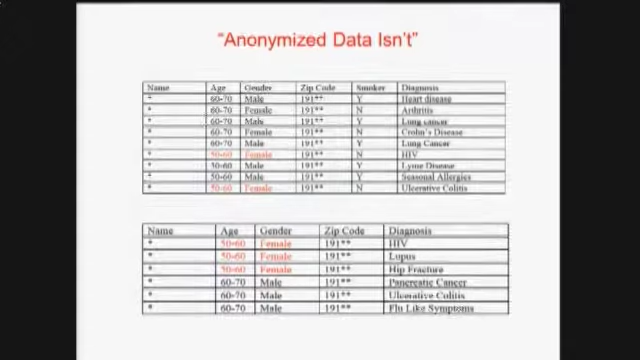 “Anonymized Data Isn’t”
Name Age Gender Zip Code Smoker Diagnosis
* 60-70 Male 191** Y Heart disease
* 60-70 Female 191** N Arthritis
* 60-70 Male 191** Y Lung cancer
* 60-70 Female 191** N Crohn's Disease
* 60-70 Male 191** Y Lung Cancer
* 50-60 Female 191** N HIV
* 50-60 Male 191** Y Lyme Disease
* 50-60 Male 191** Y Seasonal Allergies
* 50-60 Female 191** N Ulcerative Colitis
Name Age Gender Zip Code Diagnosis
* 50-60 Female 191** HIV
* 50-60 Female 191** Lupus
* 50-60 Female 191** Hip Fracture
* 60-70 Male 191** Pancreatic Cancer
* 60-70 Male 191** Ulcerative Colitis
* 60-70 Male 191** Flu Like Symptoms